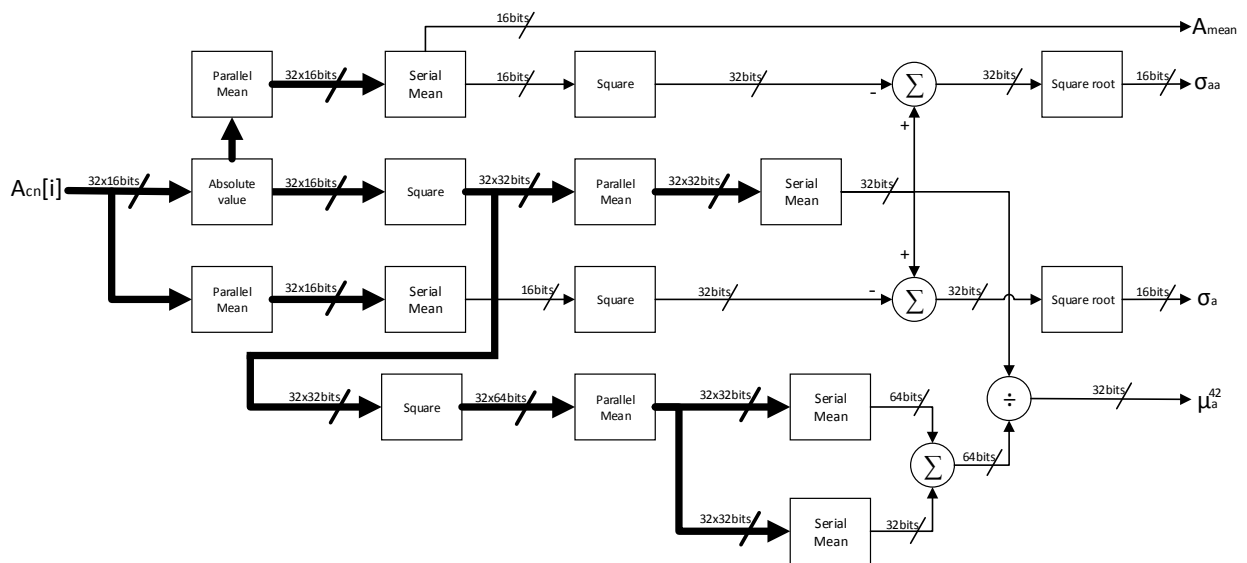 16bits
A mean
Parallel
Mean
32x16bits
Serial
Mean
16bits
Square
32bits
-
Σ
32bits
Square root
16bits
σaa
+
Acn[i]
32x16bits
Absolute
value
32x16bits
Square
32x32bits
Parallel
Mean
32x32bits
Serial
Mean
32bits
+
Parallel
Mean
32x16bits
Serial
Mean
16bits
Square
32bits
-
Σ
32bits
Square root
16bits
σa
32x32bits
Square
32x64bits
Parallel
Mean
32x32bits
Serial
Mean
64bits
÷
32bits
μa42
Σ
64bits
32x32bits
Serial
Mean
32bits